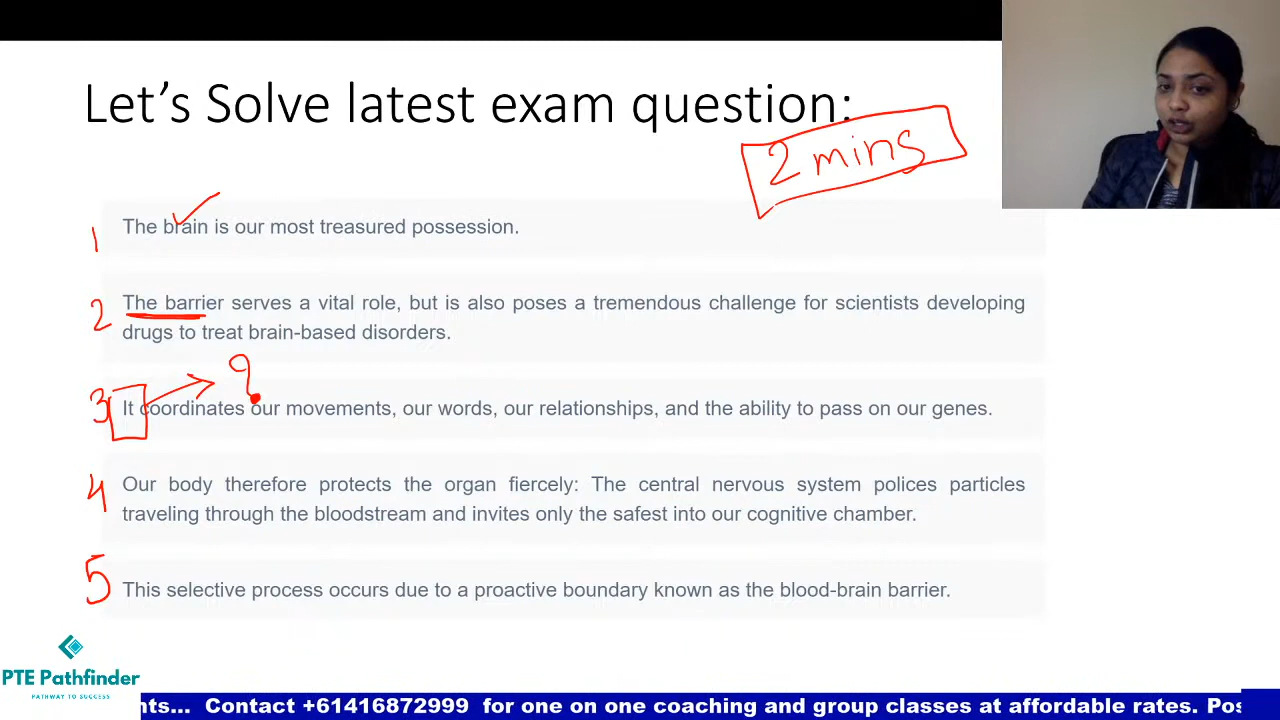 Let's Solve latest exam question:
2 mins
1 The brain is our most treasured possession.
2 The barrier serves a vital role, but is also poses a tremendous challenge for scientists developing
drugs to treat brain-based disorders.
?
3 It coordinates our movements, our words, our relationships, and the ability to pass on our genes.
4 Our body therefore protects the organ fiercely: The central nervous system polices particles
traveling through the bloodstream and invites only the safest into our cognitive chamber.
5 This selective process occurs due to a proactive boundary known as the blood-brain barrier.
PTE Pathfinder
PATHWAY TO SUCCESS
nts... Contact +61416872999 for one on one coaching and group classes at affordable rates. Pos